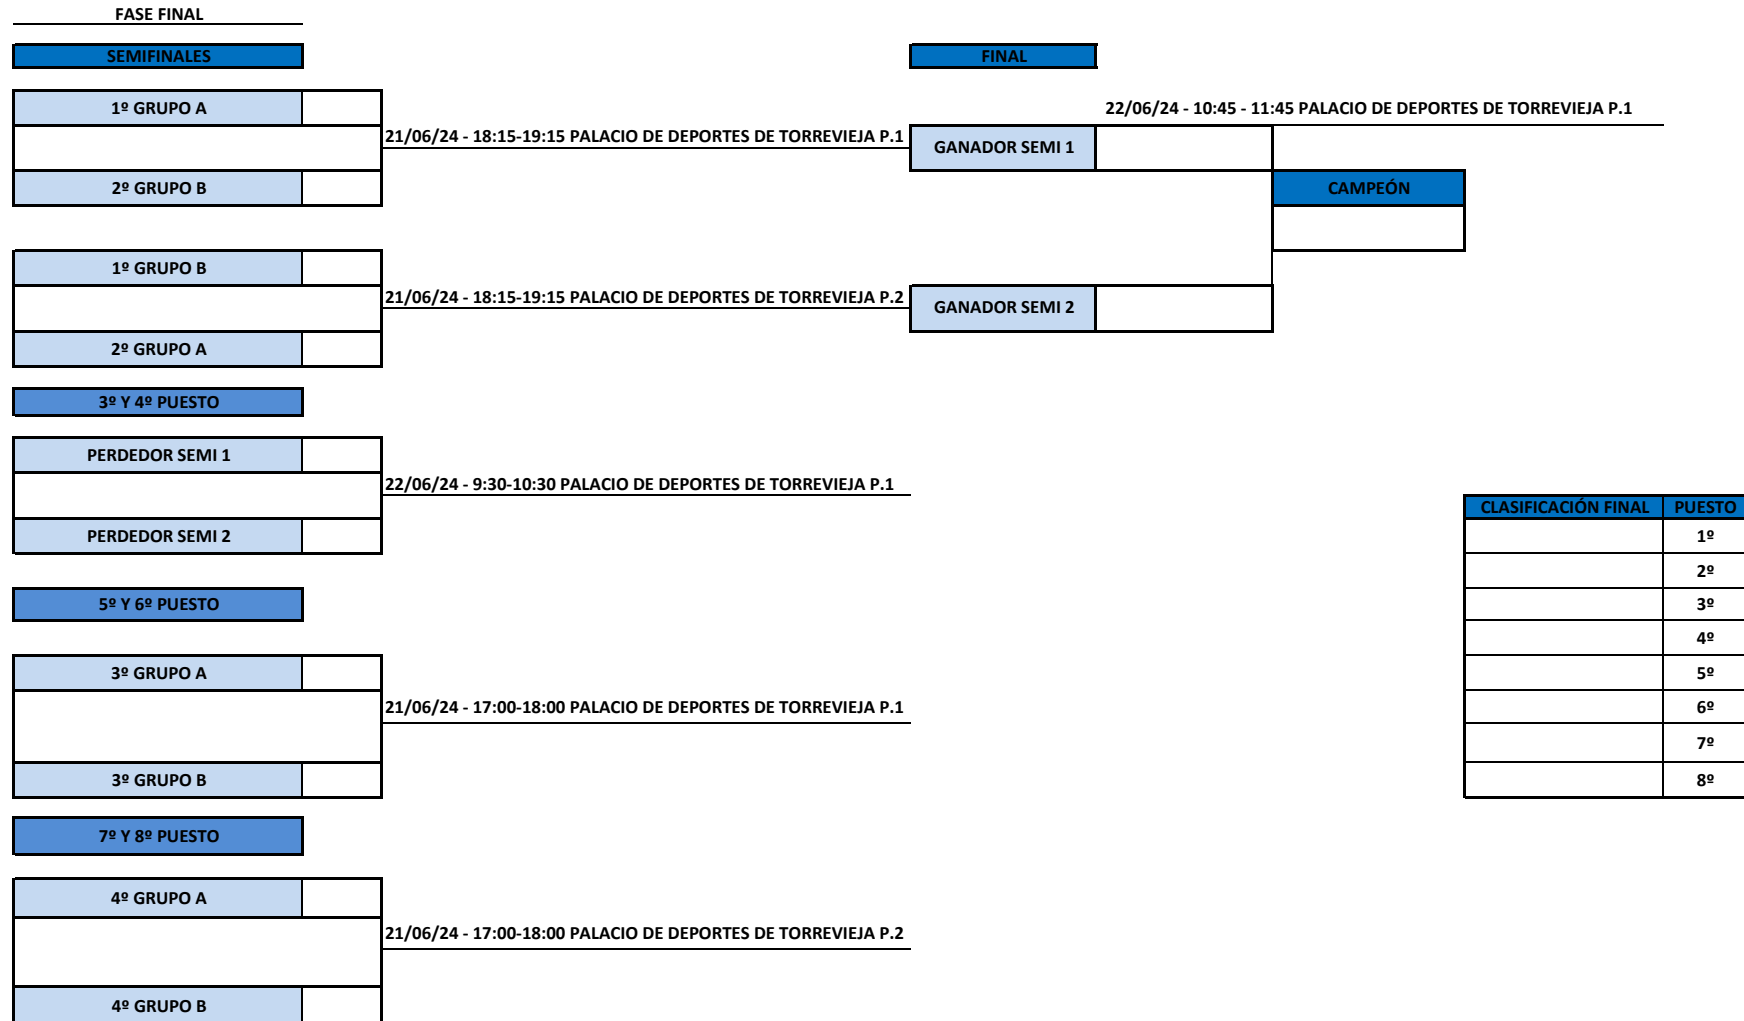 FASE FINAL
SEMIFINALES
FINAL
1º GRUPO A
22/06/24 - 10:45 - 11:45 PALACIO DE DEPORTES DE TORREVIEJA P.1
21/06/24 - 18:15-19:15 PALACIO DE DEPORTES DE TORREVIEJA P.1
GANADOR SEMI 1
2º GRUPO B
CAMPEÓN
1º GRUPO B
21/06/24 - 18:15-19:15 PALACIO DE DEPORTES DE TORREVIEJA P.2
GANADOR SEMI 2
2º GRUPO A
3º Y 4º PUESTO
PERDEDOR SEMI 1
22/06/24 - 9:30-10:30 PALACIO DE DEPORTES DE TORREVIEJA P.1
PERDEDOR SEMI 2
CLASIFICACIÓN FINAL PUESTO
1º
2º
3º
4º
5º
6º
7º
8º
5º Y 6º PUESTO
3º GRUPO A
21/06/24 - 17:00-18:00 PALACIO DE DEPORTES DE TORREVIEJA P.1
3º GRUPO B
7º Y 8º PUESTO
4º GRUPO A
21/06/24 - 17:00-18:00 PALACIO DE DEPORTES DE TORREVIEJA P.2
4º GRUPO B